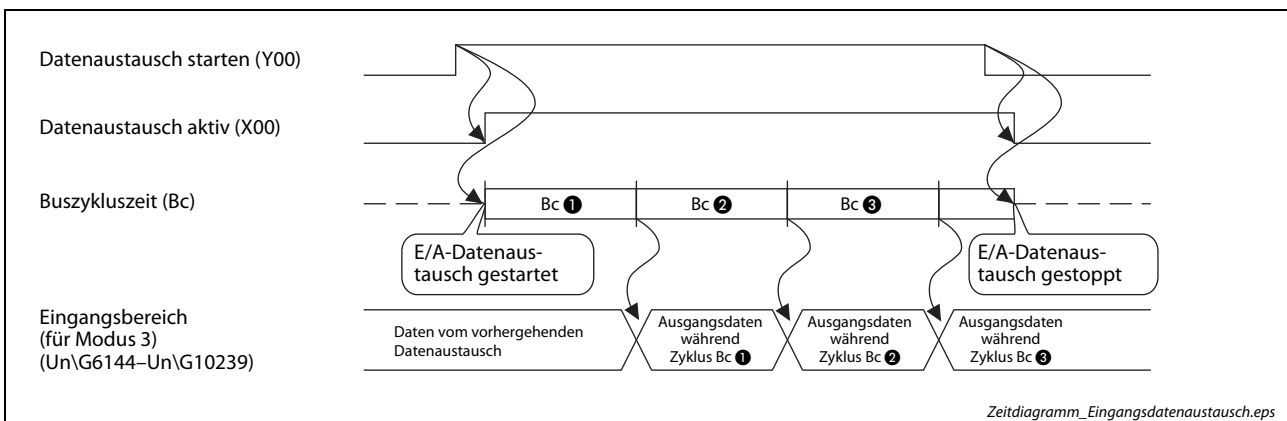 Datenaustausch starten (Y00)
Datenaustausch aktiv (X00)
Buszykluszeit (Bc)
Bc ❶
Bc ❷
Bc ❸
E/A-Datenaus-
tausch gestartet
E/A-Datenaus-
tausch gestoppt
Eingangsbereich
(für Modus 3)
(Un\G6144–Un\G10239)
Daten vom vorhergehenden
Datenaustausch
Ausgangsdaten
während
Zyklus Bc ❶
Ausgangsdaten
während
Zyklus Bc ❷
Ausgangsdaten
während
Zyklus Bc ❸
Zeitdiagramm_Eingangsdatenaustausch.eps